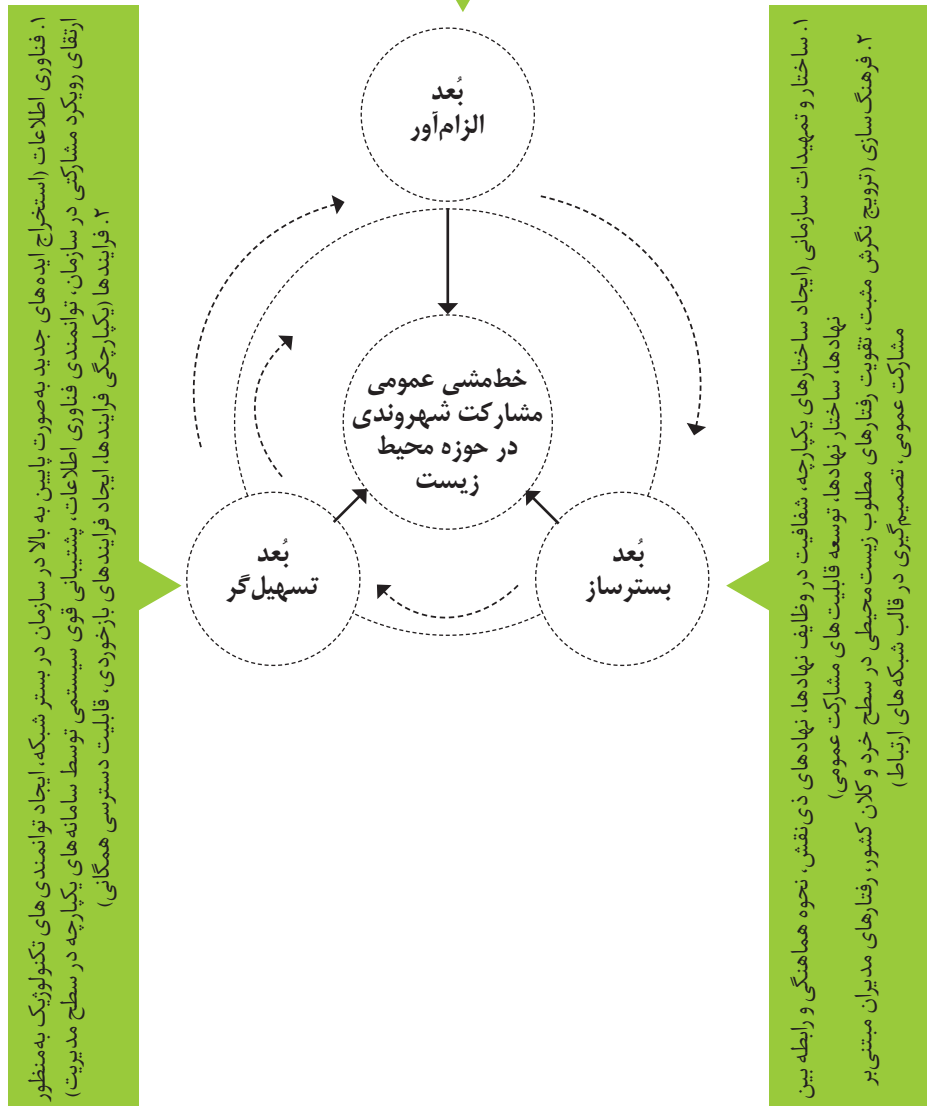 بُعد
الزام‌آور
خط‌مشی عمومی
مشارکت شهروندی
در حوزه محیط
زیست
بُعد
بسترساز
بُعد
تسهیل‌گر
۱. ساختار و تمهیدات سازمانی (ایجاد ساختارهای یکپارچه، شفافیت در وظایف نهادها، نهادهای ذی‌نقش، نحوه هماهنگی و رابطه بین
نهادها، ساختار نهادها، توسعه قابلیت‌های مشارکت عمومی)
۲. فرهنگ‌سازی (ترویج نگرش مثبت، تقویت رفتارهای مطلوب زیست‌محیطی در سطح خرد و کلان کشور، رفتارهای مدیران مبتنی‌بر
مشارکت عمومی، تصمیم‌گیری در قالب شبکه‌های ارتباط)
۱. فناوری اطلاعات (استخراج ایده‌های جدید به‌صورت پایین به بالا در سازمان در بستر شبکه، ایجاد توانمندی‌های تکنولوژیک به‌منظور
ارتقای رویکرد مشارکتی در سازمان، توانمندی فناوری اطلاعات، پشتیبانی قوی سیستمی توسط سامانه‌های یکپارچه در سطح مدیریت)
۲. فرایندها (یکپارچگی فرایندها، ایجاد فرایندهای بازخوردی، قابلیت دسترسی همگانی)